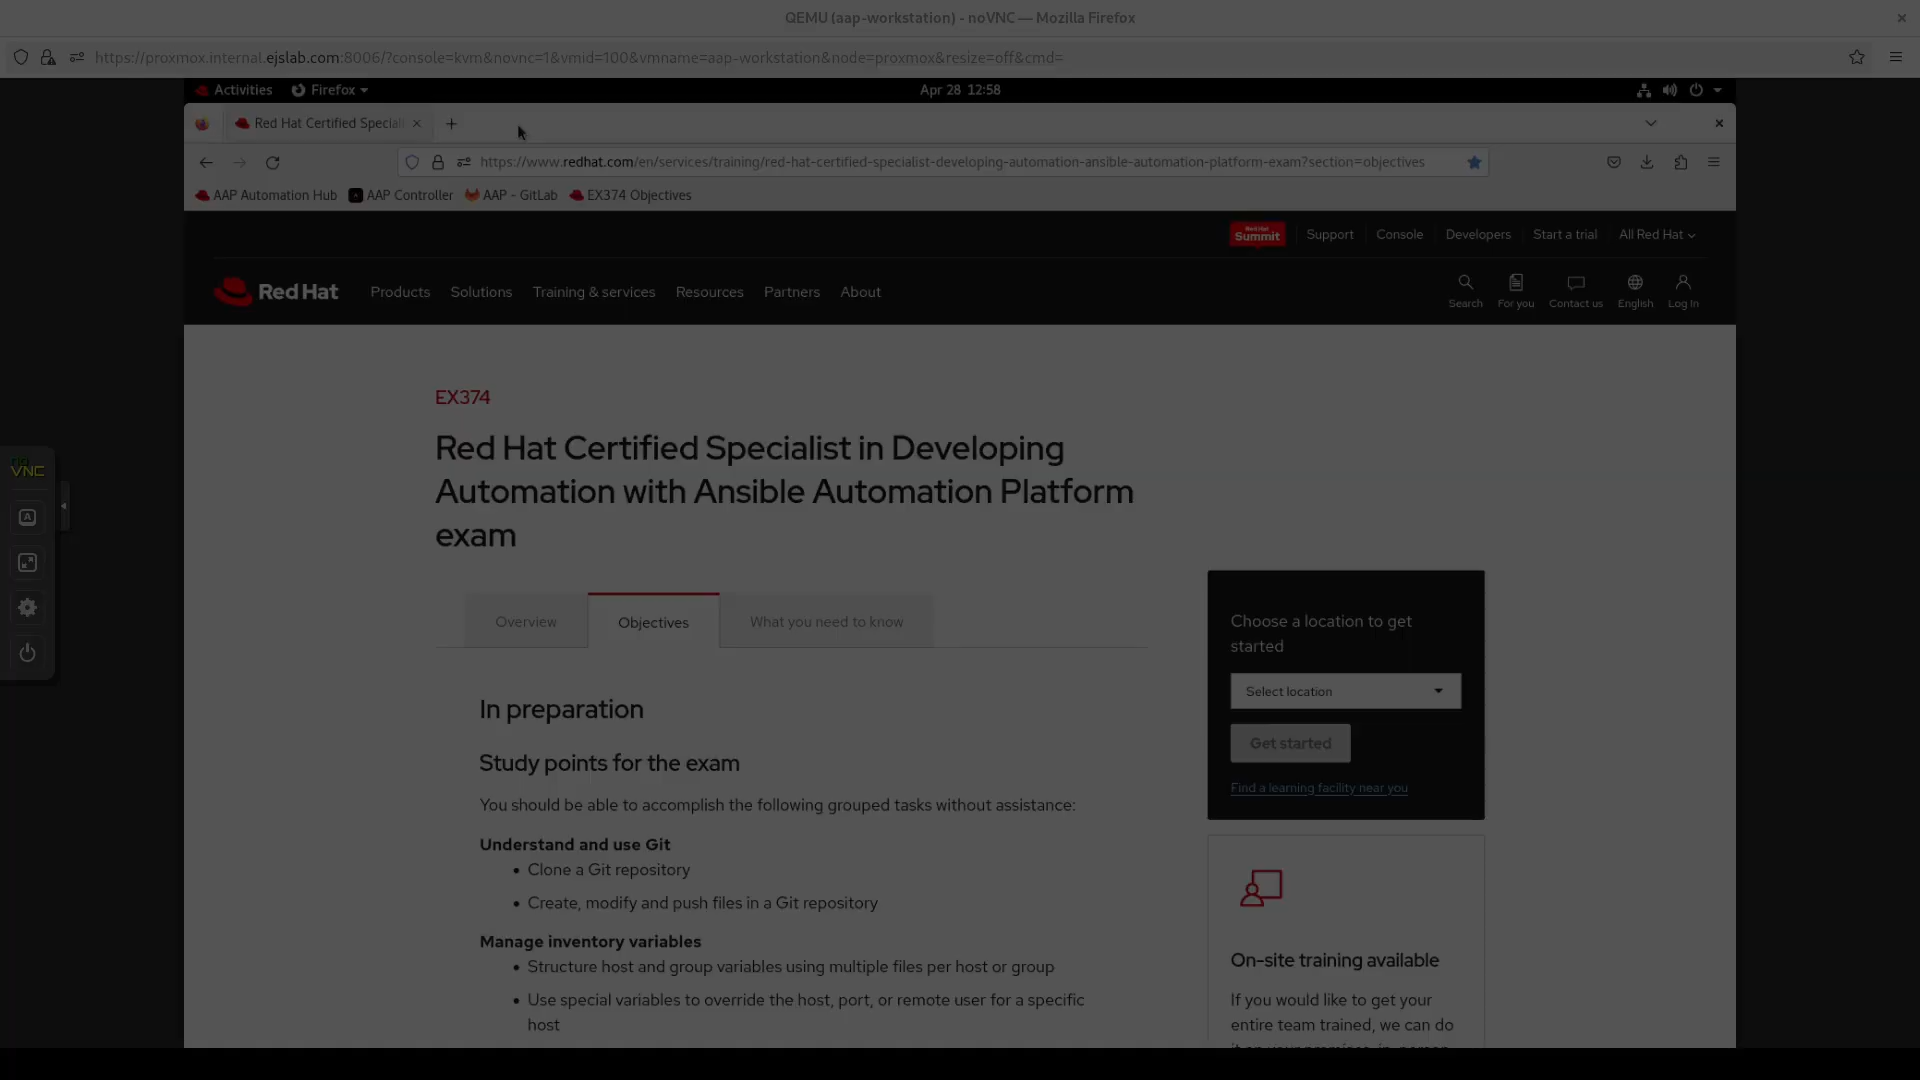 QEMU (aap-workstation) - noVNC — Mozilla Firefox
https://proxmox.internal.ejslab.com:8006/?console=kvm&novnc=1&vmid=100&vmname=aap-workstation&node=proxmox&resize=off&cmd=
Activities Firefox Apr 28 12:58
Red Hat Certified Speciali
https://www.redhat.com/en/services/training/red-hat-certified-specialist-developing-automation-ansible-automation-platform-exam?section=objectives
AAP Automation Hub AAP Controller AAP - GitLab EX374 Objectives
Red Hat
Summit Support Console Developers Start a trial All Red Hat
Red Hat Products Solutions Training & services Resources Partners About
Search For you Contact us English Log In
EX374
Red Hat Certified Specialist in Developing
Automation with Ansible Automation Platform
exam
Overview Objectives What you need to know
In preparation
Study points for the exam
You should be able to accomplish the following grouped tasks without assistance:
Understand and use Git
• Clone a Git repository
• Create, modify and push files in a Git repository
Manage inventory variables
• Structure host and group variables using multiple files per host or group
• Use special variables to override the host, port, or remote user for a specific
host
Choose a location to get
started
Select location
Get started
Find a learning facility near you
On-site training available
If you would like to get your
entire team trained, we can do
no
VNC
A